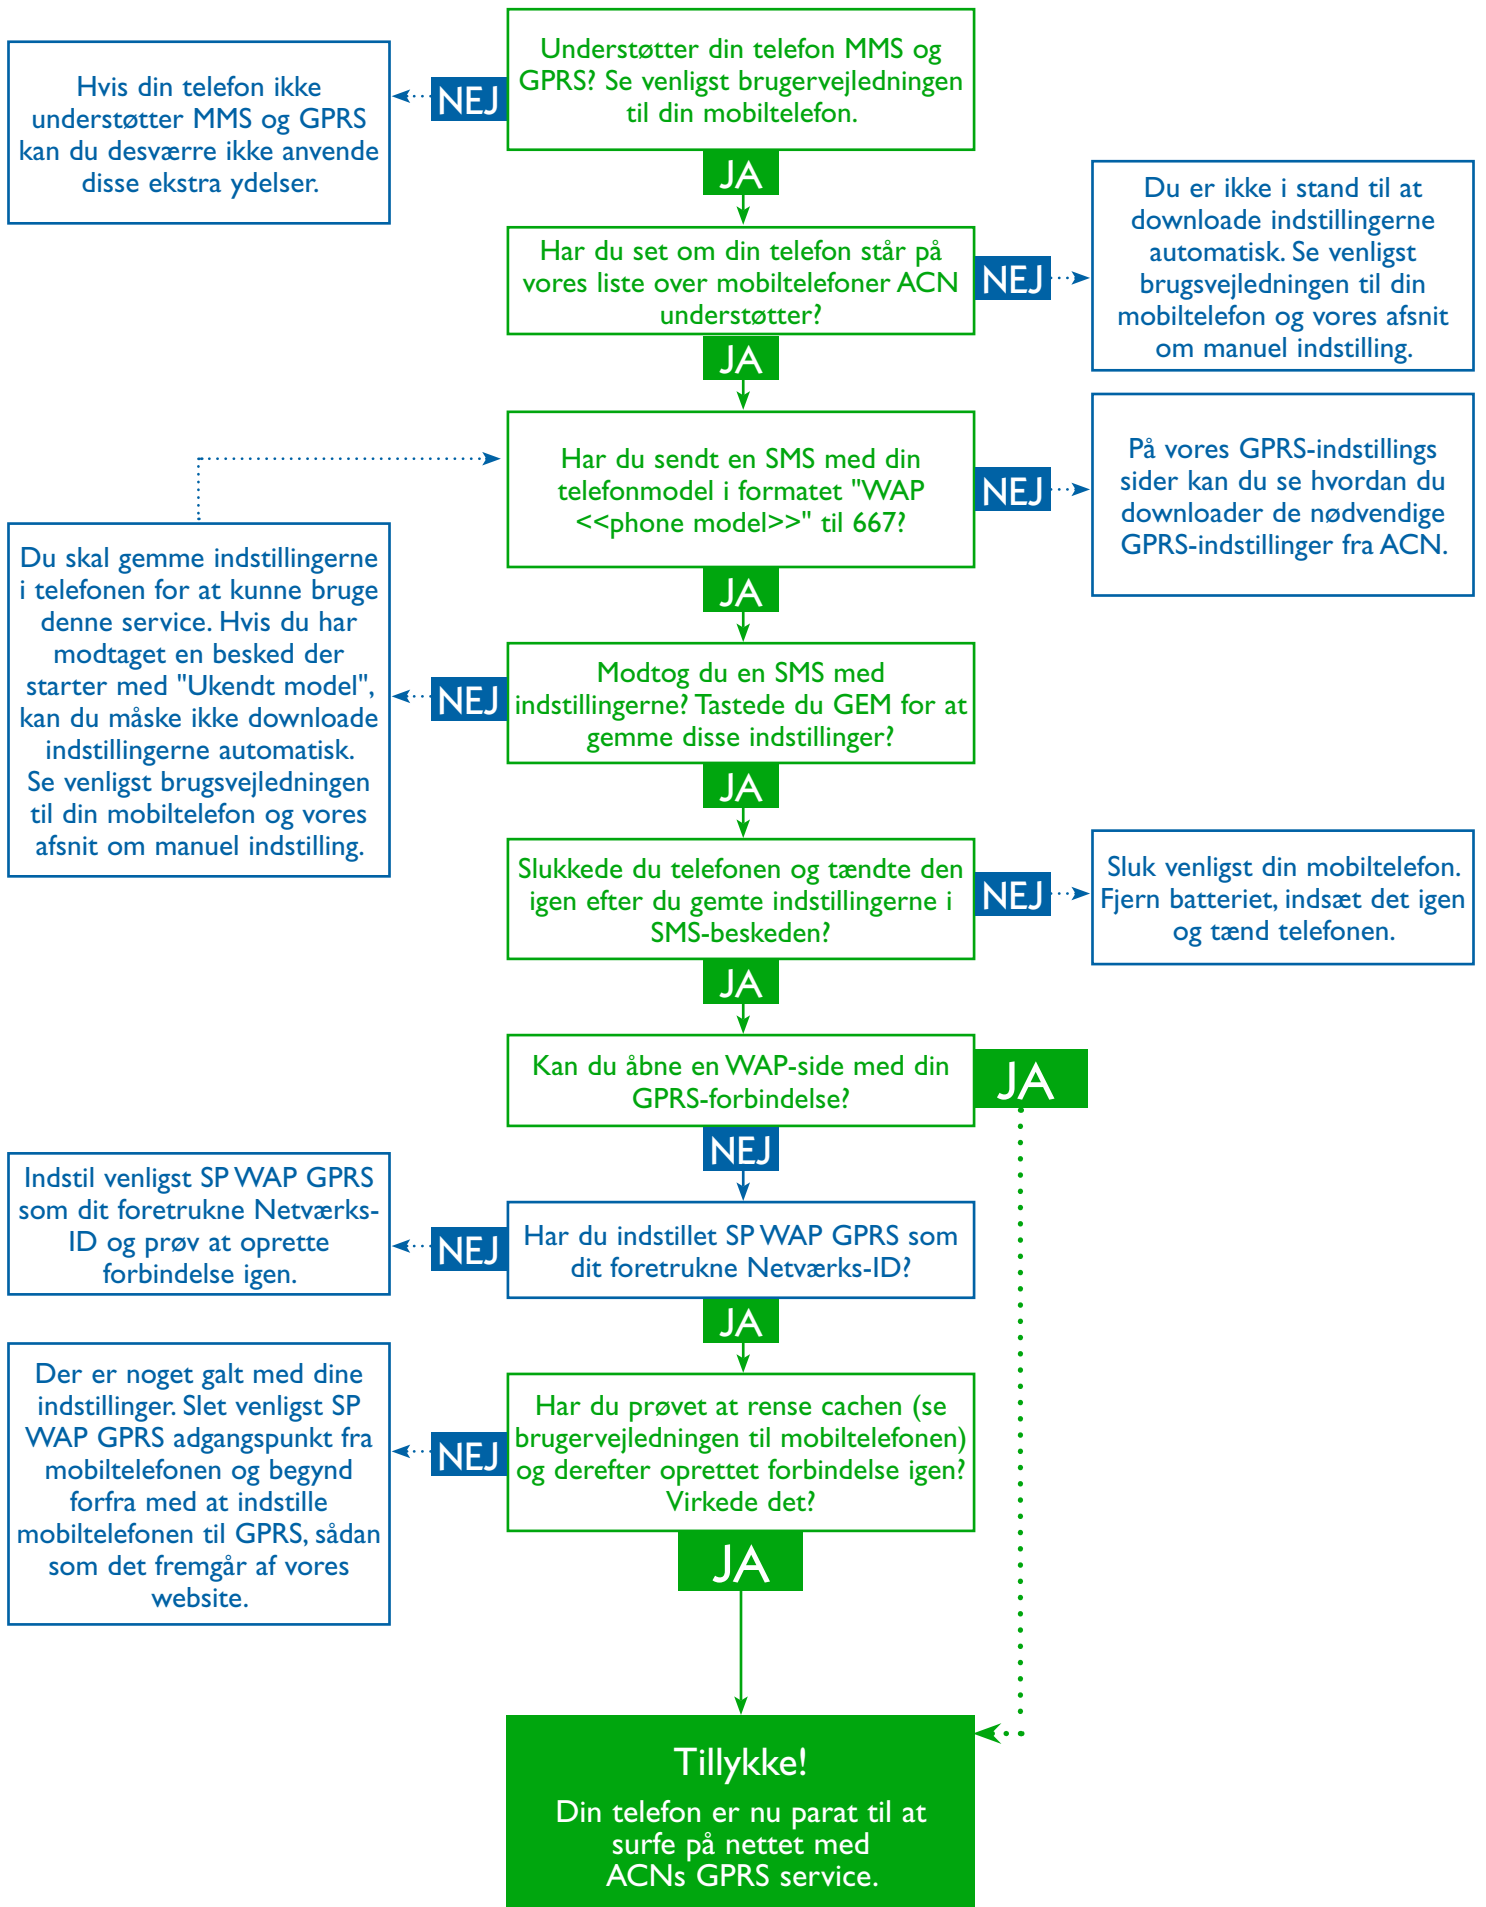 Understøtter din telefon MMS og
GPRS? Se venligst brugervejledningen
til din mobiltelefon.
NEJ
Hvis din telefon ikke
understøtter MMS og GPRS
kan du desværre ikke anvende
disse ekstra ydelser.
JA
Har du set om din telefon står på
vores liste over mobiltelefoner ACN
understøtter?
NEJ
Du er ikke i stand til at
downloade indstillingerne
automatisk. Se venligst
brugsvejledningen til din
mobiltelefon og vores afsnit
om manuel indstilling.
JA
Har du sendt en SMS med din
telefonmodel i formatet "WAP
<<phone model>>" til 667?
NEJ
På vores GPRS-indstillings
sider kan du se hvordan du
downloader de nødvendige
GPRS-indstillinger fra ACN.
JA
Modtog du en SMS med
indstillingerne? Tastede du GEM for at
gemme disse indstillinger?
NEJ
Du skal gemme indstillingerne
i telefonen for at kunne bruge
denne service. Hvis du har
modtaget en besked der
starter med "Ukendt model",
kan du måske ikke downloade
indstillingerne automatisk.
Se venligst brugsvejledningen
til din mobiltelefon og vores
afsnit om manuel indstilling.
JA
Slukkede du telefonen og tændte den
igen efter du gemte indstillingerne i
SMS-beskeden?
NEJ
Sluk venligst din mobiltelefon.
Fjern batteriet, indsæt det igen
og tænd telefonen.
JA
Kan du åbne en WAP-side med din
GPRS-forbindelse?
JA
NEJ
Har du indstillet SP WAP GPRS som
dit foretrukne Netværks-ID?
NEJ
Indstil venligst SP WAP GPRS
som dit foretrukne Netværks-
ID og prøv at oprette
forbindelse igen.
JA
Har du prøvet at rense cachen (se
brugervejledningen til mobiltelefonen)
og derefter oprettet forbindelse igen?
Virkede det?
NEJ
Der er noget galt med dine
indstillinger. Slet venligst SP
WAP GPRS adgangspunkt fra
mobiltelefonen og begynd
forfra med at indstille
mobiltelefonen til GPRS, sådan
som det fremgår af vores
website.
JA
Tillykke!
Din telefon er nu parat til at
surfe på nettet med
ACNs GPRS service.